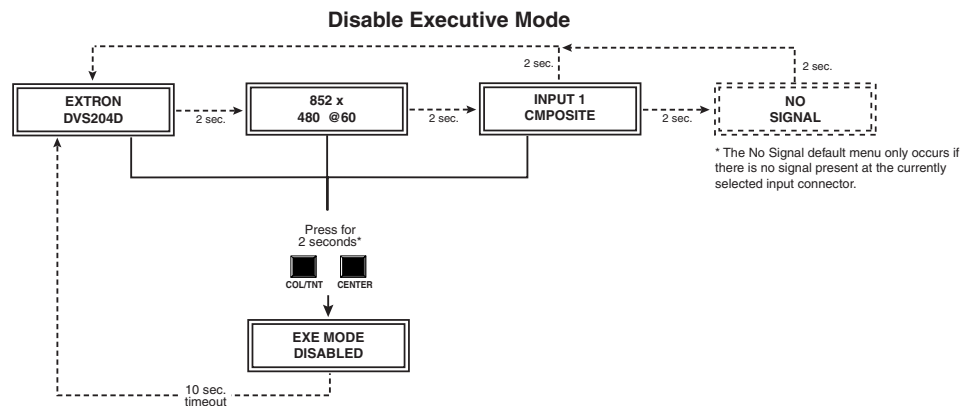 Disable Executive Mode
2 sec.
2 sec.
EXTRON
DVS204D
2 sec.
852 x
480 @60
2 sec.
INPUT 1
CMPOSITE
2 sec.
NO
SIGNAL
* The No Signal default menu only occurs if
there is no signal present at the currently
selected input connector.
Press for
2 seconds*
COL/TNT
CENTER
EXE MODE
DISABLED
10 sec.
timeout